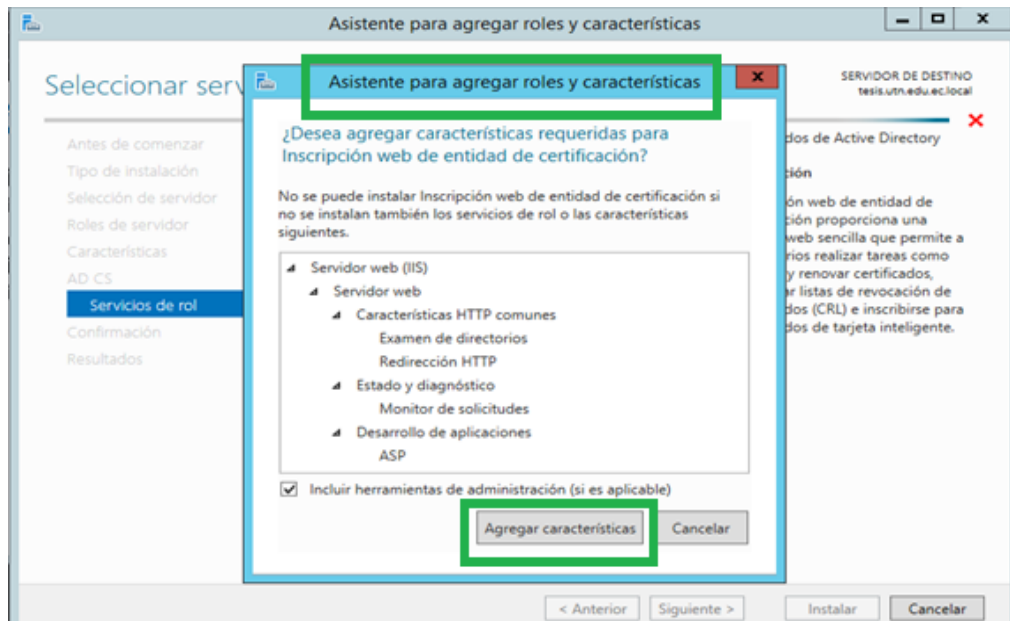 Asistente para agregar roles y características
Seleccionar serv
SERVIDOR DE DESTINO
tesis.utn.edu.ec.local
Antes de comenzar
Tipo de instalación
Selección de servidor
Roles de servidor
Características
AD CS
Servicios de rol
Confirmación
Resultados
Asistente para agregar roles y características
x
¿Desea agregar características requeridas para
Inscripción web de entidad de certificación?
No se puede instalar Inscripción web de entidad de certificación si
no se instalan también los servicios de rol o las características
siguientes.
Servidor web (IIS)
Servidor web
Características HTTP comunes
Examen de directorios
Redirección HTTP
Estado y diagnóstico
Monitor de solicitudes
Desarrollo de aplicaciones
ASP
Incluir herramientas de administración (si es aplicable)
Agregar características
Cancelar
dos de Active Directory
ción
ón web de entidad de
ción proporciona una
web sencilla que permite a
rios realizar tareas como
y renovar certificados,
ar listas de revocación de
dos (CRL) e inscribirse para
dos de tarjeta inteligente.
< Anterior
Siguiente >
Instalar
Cancelar